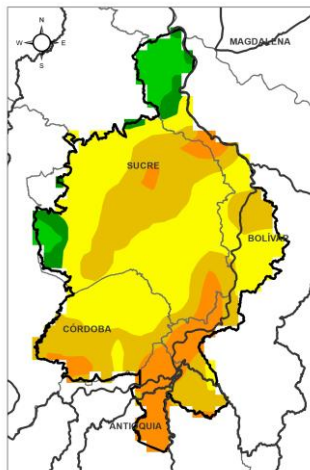 N
W E
S
MAGDALENA
SUCRE
BOLÍVAR
CÓRDOBA
ANTIOQUIA